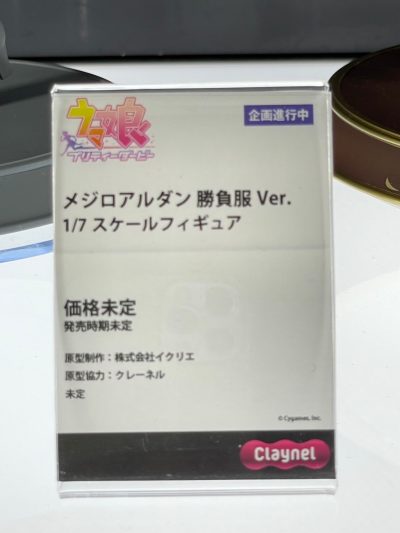 ウマ娘
プリティーダービー
企画進行中
メジロアルダン 勝負服 Ver.
1/7 スケールフィギュア
価格未定
発売時期未定
原型制作：株式会社イクリエ
原型協力：クレーネル
未定
© Cygames, Inc.
Claynel